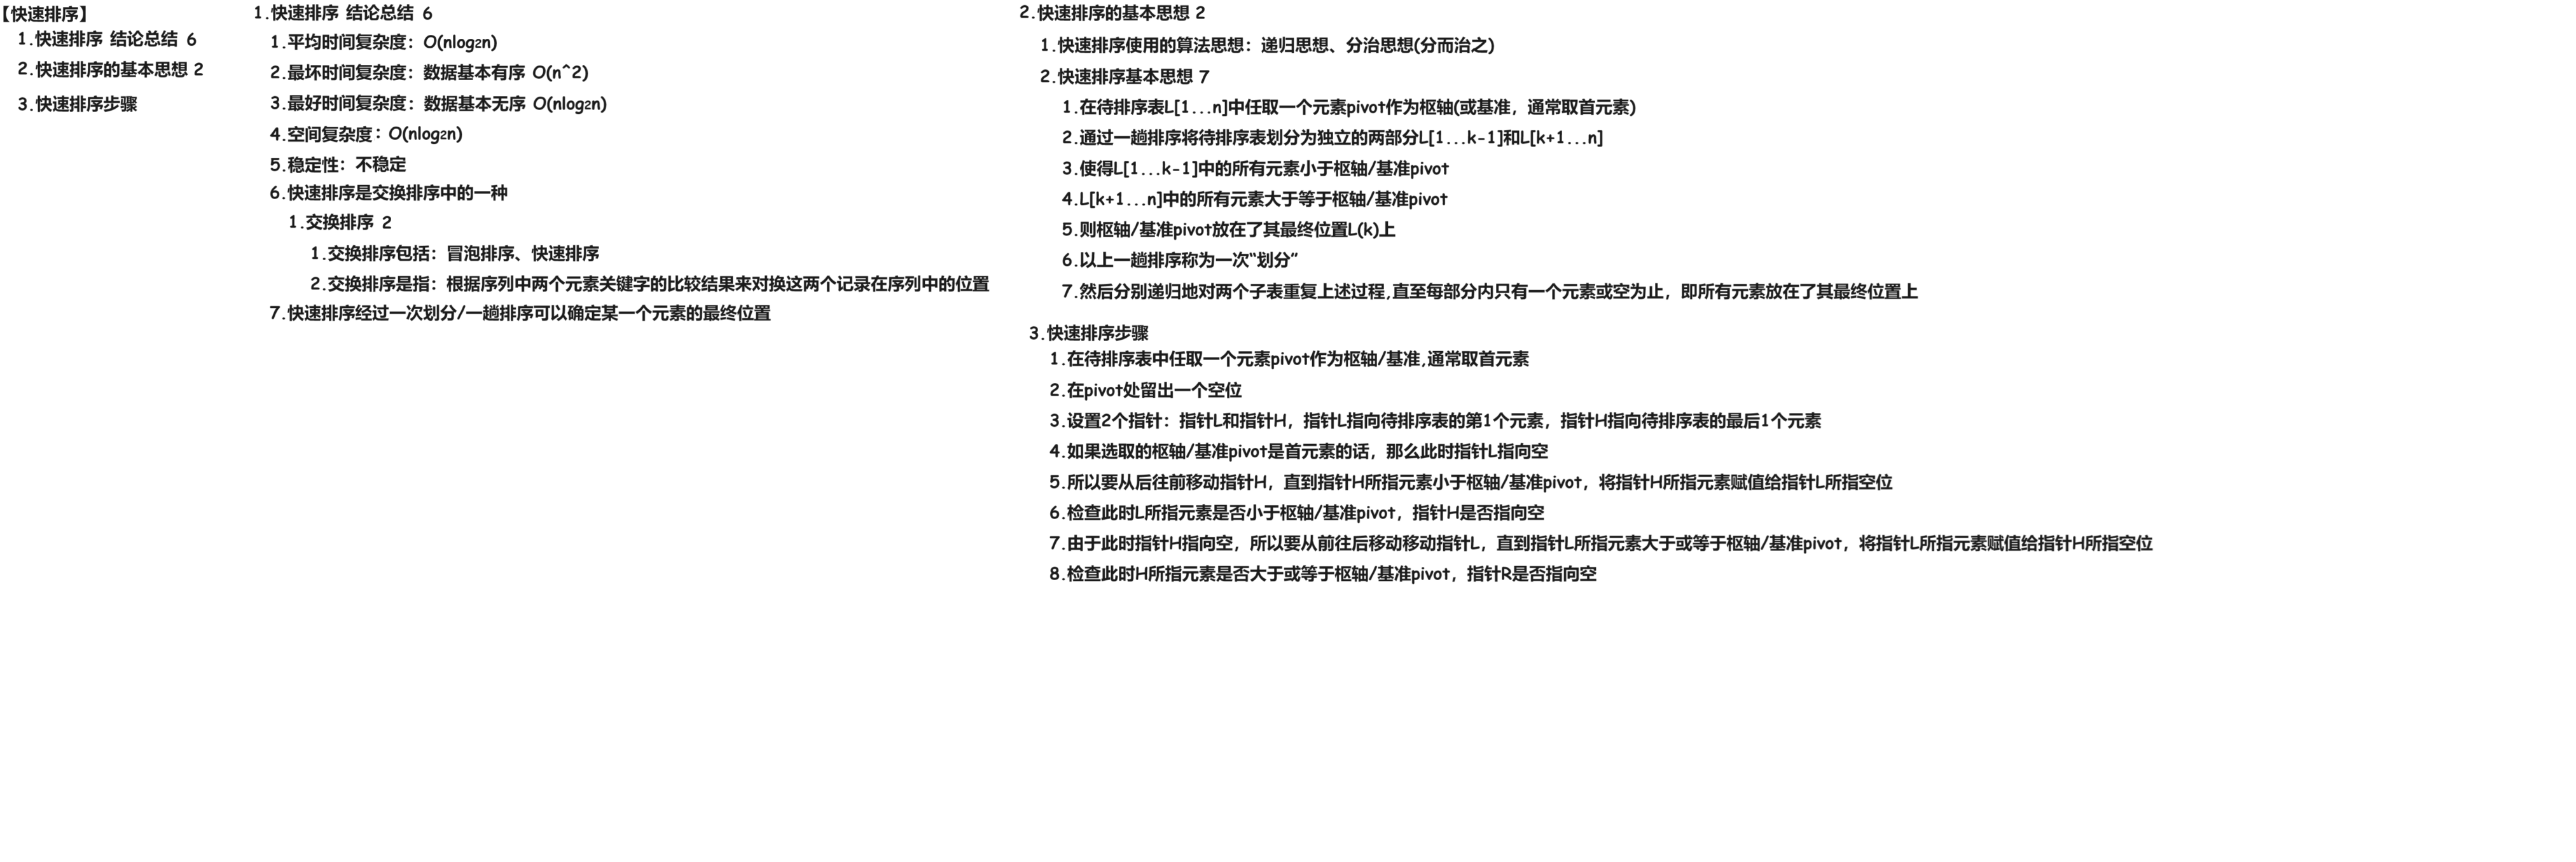 【快速排序】
1.快速排序 结论总结 6
2.快速排序的基本思想 2
3.快速排序步骤
1.快速排序 结论总结 6
1.平均时间复杂度：O(nlog2n)
2.最坏时间复杂度：数据基本有序 O(n^2)
3.最好时间复杂度：数据基本无序 O(nlog2n)
4.空间复杂度：O(nlog2n)
5.稳定性：不稳定
6.快速排序是交换排序中的一种
1.交换排序 2
1.交换排序包括：冒泡排序、快速排序
2.交换排序是指：根据序列中两个元素关键字的比较结果来对换这两个记录在序列中的位置
7.快速排序经过一次划分/一趟排序可以确定某一个元素的最终位置
2.快速排序的基本思想 2
1.快速排序使用的算法思想：递归思想、分治思想(分而治之)
2.快速排序基本思想 7
1.在待排序表L[1...n]中任取一个元素pivot作为枢轴(或基准，通常取首元素)
2.通过一趟排序将待排序表划分为独立的两部分L[1...k-1]和L[k+1...n]
3.使得L[1...k-1]中的所有元素小于枢轴/基准pivot
4.L[k+1...n]中的所有元素大于等于枢轴/基准pivot
5.则枢轴/基准pivot放在了其最终位置L(k)上
6.以上一趟排序称为一次“划分”
7.然后分别递归地对两个子表重复上述过程,直至每部分内只有一个元素或空为止，即所有元素放在了其最终位置上
3.快速排序步骤
1.在待排序表中任取一个元素pivot作为枢轴/基准,通常取首元素
2.在pivot处留出一个空位
3.设置2个指针：指针L和指针H，指针L指向待排序表的第1个元素，指针H指向待排序表的最后1个元素
4.如果选取的枢轴/基准pivot是首元素的话，那么此时指针L指向空
5.所以要从后往前移动指针H，直到指针H所指元素小于枢轴/基准pivot，将指针H所指元素赋值给指针L所指空位
6.检查此时L所指元素是否小于枢轴/基准pivot，指针H是否指向空
7.由于此时指针H指向空，所以要从前往后移动移动指针L，直到指针L所指元素大于或等于枢轴/基准pivot，将指针L所指元素赋值给指针H所指空位
8.检查此时H所指元素是否大于或等于枢轴/基准pivot，指针R是否指向空